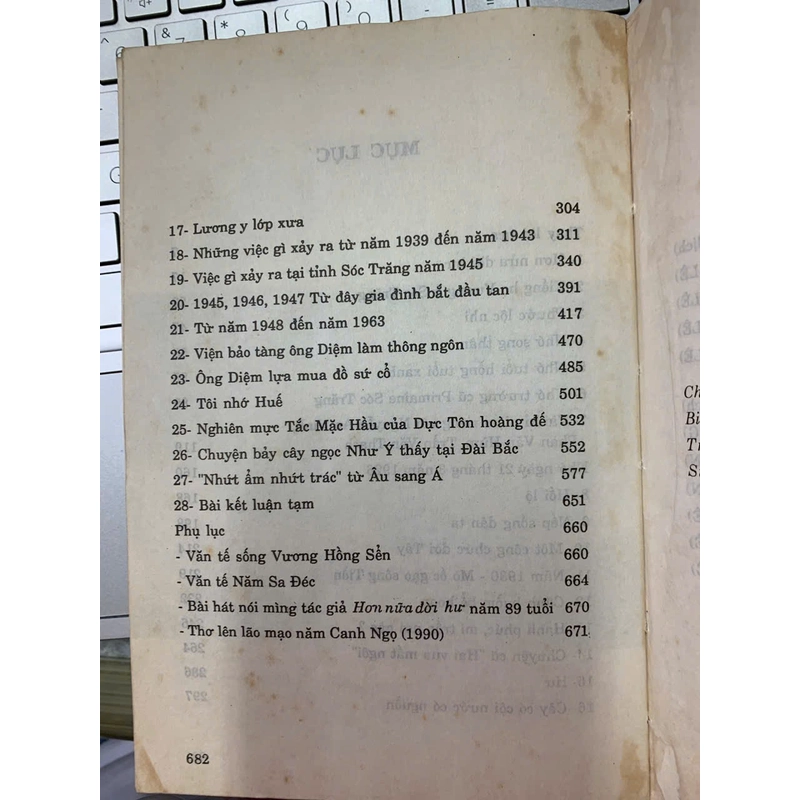 17- Lương y lớp xưa 304
18- Những việc gì xảy ra từ năm 1939 đến năm 1943 311
19- Việc gì xảy ra tại tỉnh Sóc Trăng năm 1945 340
20- 1945, 1946, 1947 Từ đây gia đình bắt đầu tan 391
21- Từ năm 1948 đến năm 1963 417
22- Viện bảo tàng ông Diệm làm thông ngôn 470
23- Ông Diệm lựa mua đồ sứ cổ 485
24- Tôi nhớ Huế 501
25- Nghiên mực Tắc Mặc Hầu của Dực Tôn hoàng đế 532
26- Chuyện bảy cây ngọc Như Ý thấy tại Đài Bắc 552
27- "Nhứt ẩm nhứt trác" từ Âu sang Á 577
28- Bài kết luận tạm 651
Phụ lục 660
- Văn tế sống Vương Hồng Sển 660
- Văn tế Năm Sa Đéc 664
- Bài hát nói mìng tác giả Hơn nữa đời hư năm 89 tuổi 670
- Thơ lên lão mạo năm Canh Ngọ (1990) 671
682